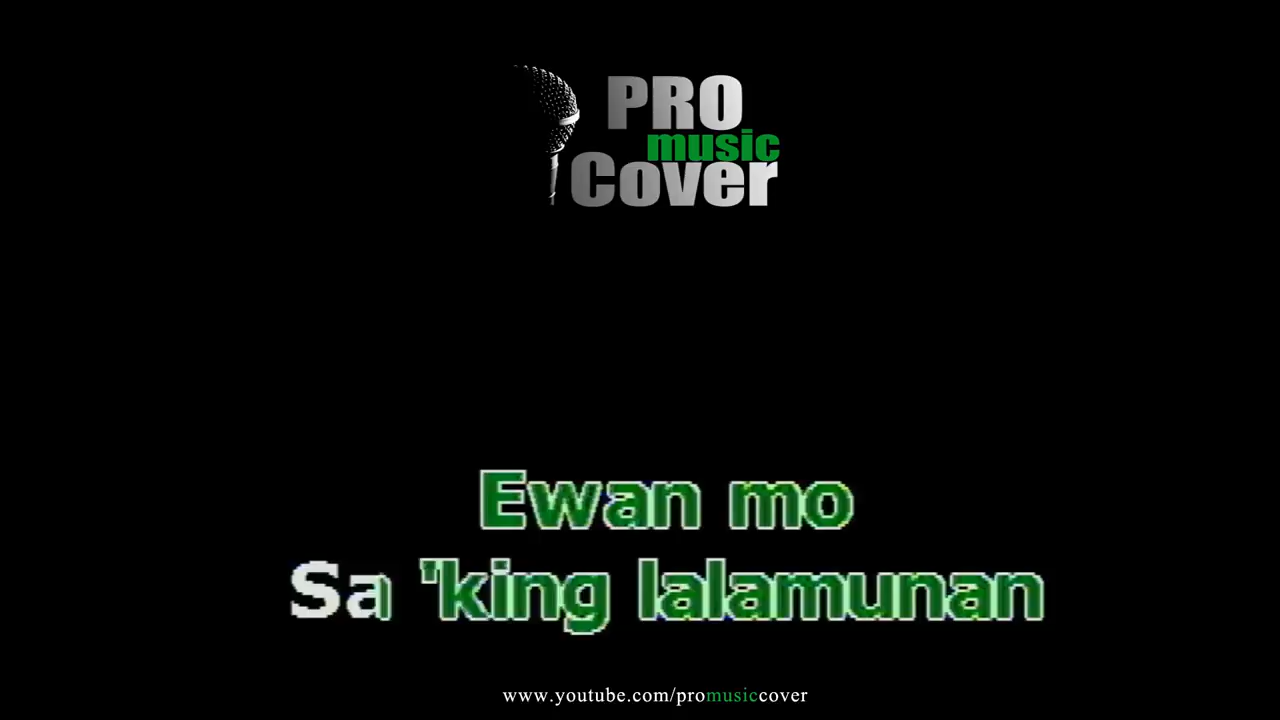 PRO
music
Cover
Ewan mo
Sa 'king lalamunan
www.youtube.com/promusiccover